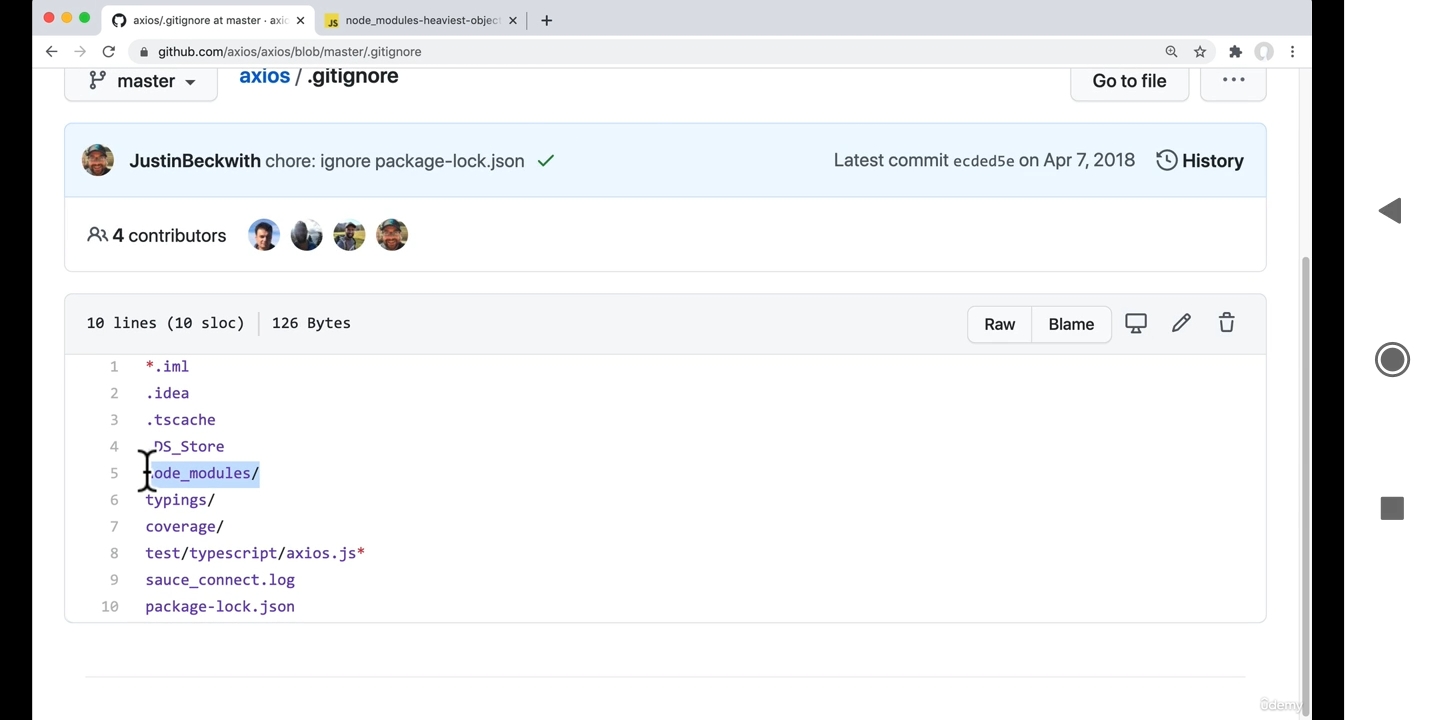 axios/.gitignore at master · axio
node_modules-heaviest-object
github.com/axios/axios/blob/master/.gitignore
master
axios / .gitignore
Go to file
JustinBeckwith chore: ignore package-lock.json
Latest commit ecded5e on Apr 7, 2018
History
4 contributors
10 lines (10 sloc)
126 Bytes
Raw
Blame
1 *.iml
2 .idea
3 .tscache
4 .DS_Store
5 node_modules/
6 typings/
7 coverage/
8 test/typescript/axios.js*
9 sauce_connect.log
10 package-lock.json
ûdemy